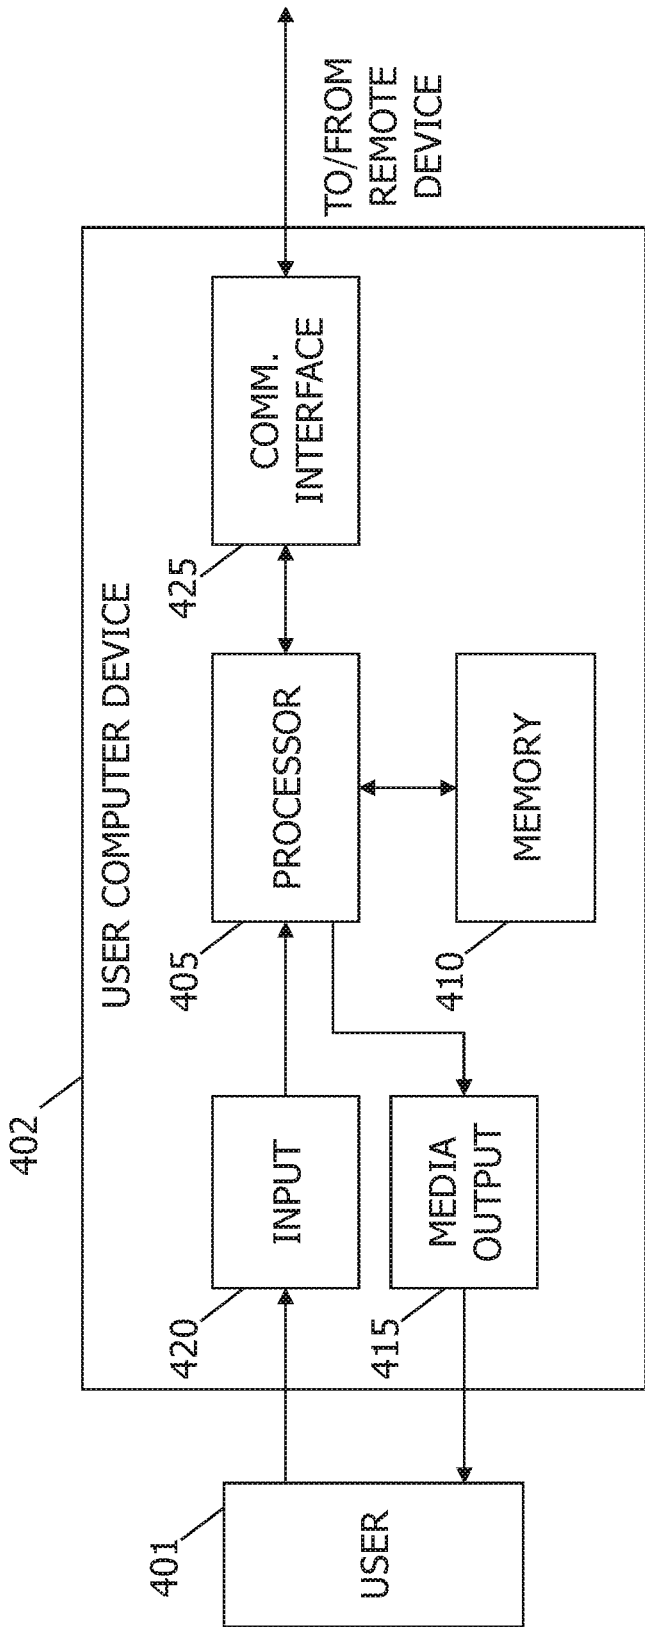 402
USER COMPUTER DEVICE
401
USER
420
INPUT
405
PROCESSOR
425
COMM.
INTERFACE
TO/FROM
REMOTE
DEVICE
415
MEDIA
OUTPUT
410
MEMORY